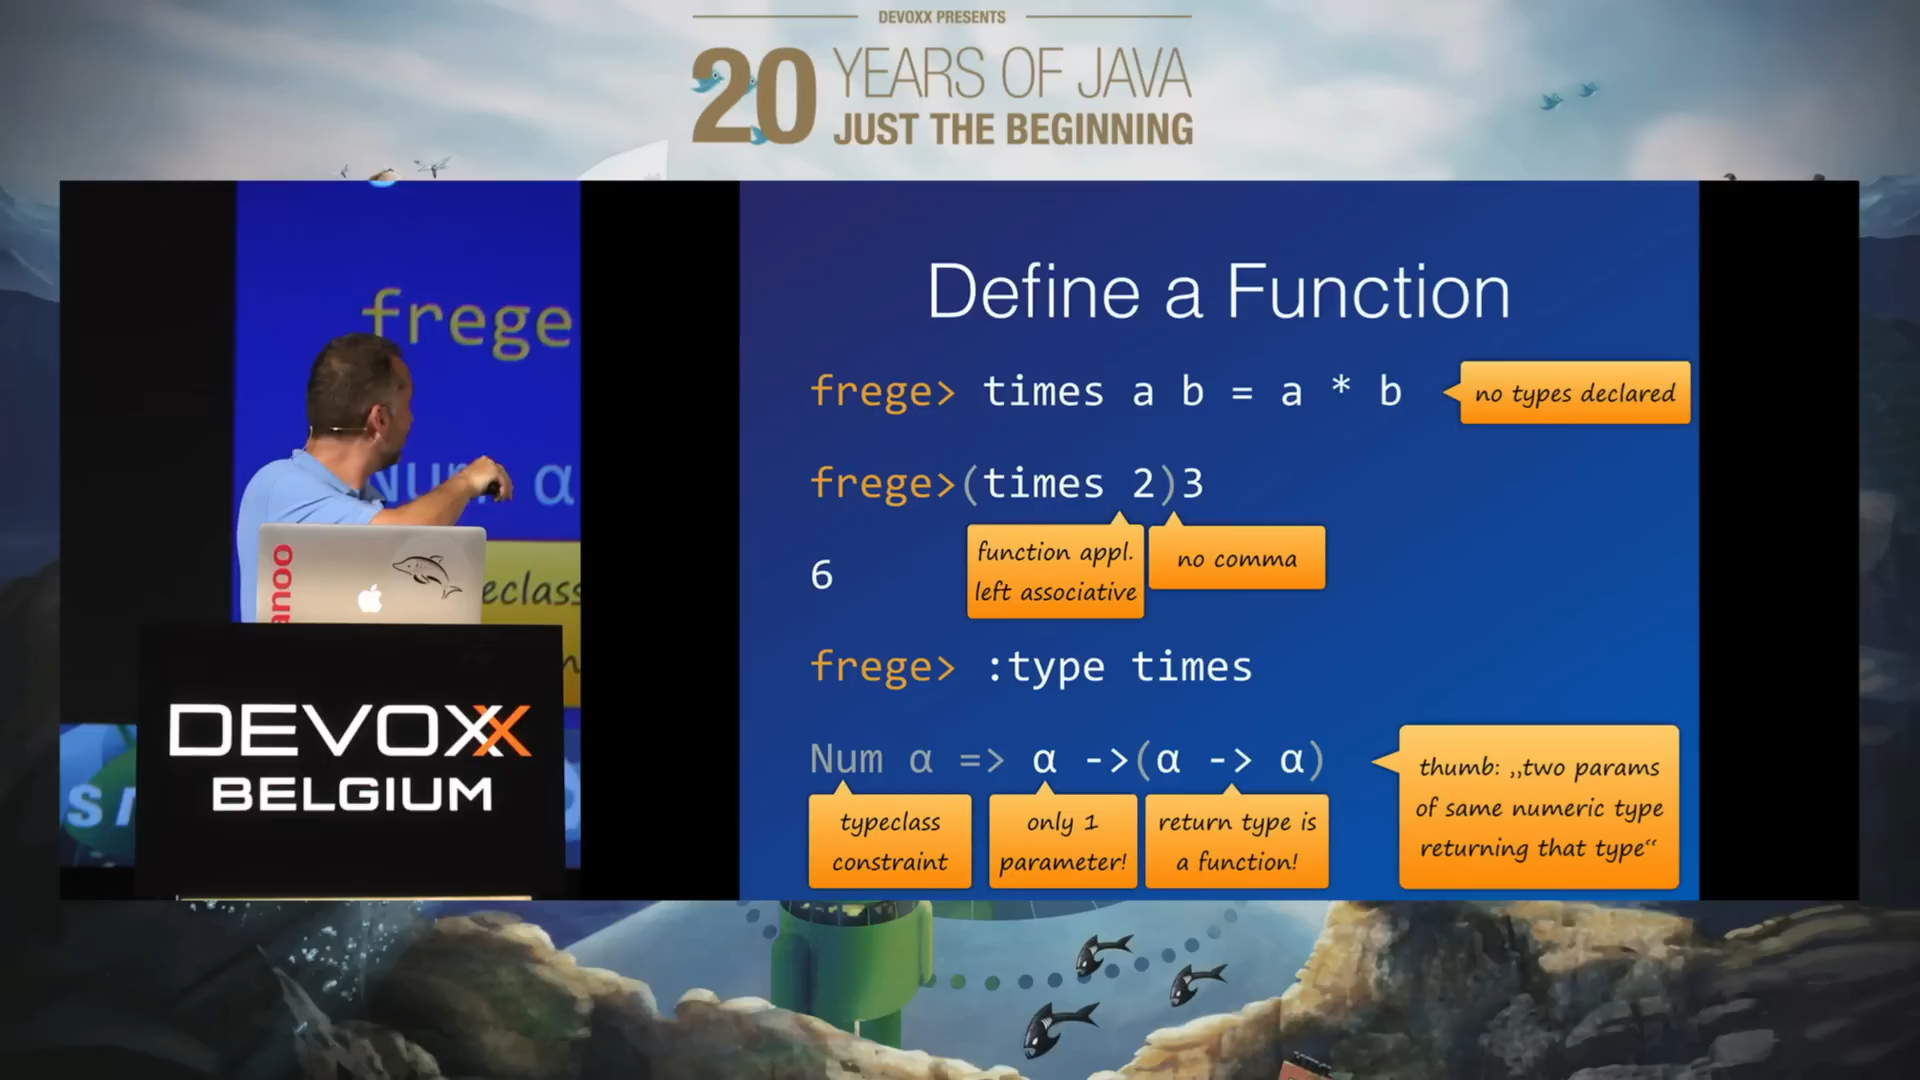 DEVOXX PRESENTS
20 YEARS OF JAVA
JUST THE BEGINNING
frege
Num α
eclass
anoo
DEVOXX
BELGIUM
Define a Function
frege> times a b = a * b
no types declared
frege>(times 2)3
function appl.
left associative
no comma
6
frege> :type times
Num α => α ->(α -> α)
typeclass
constraint
only 1
parameter!
return type is
a function!
thumb: „two params
of same numeric type
returning that type“